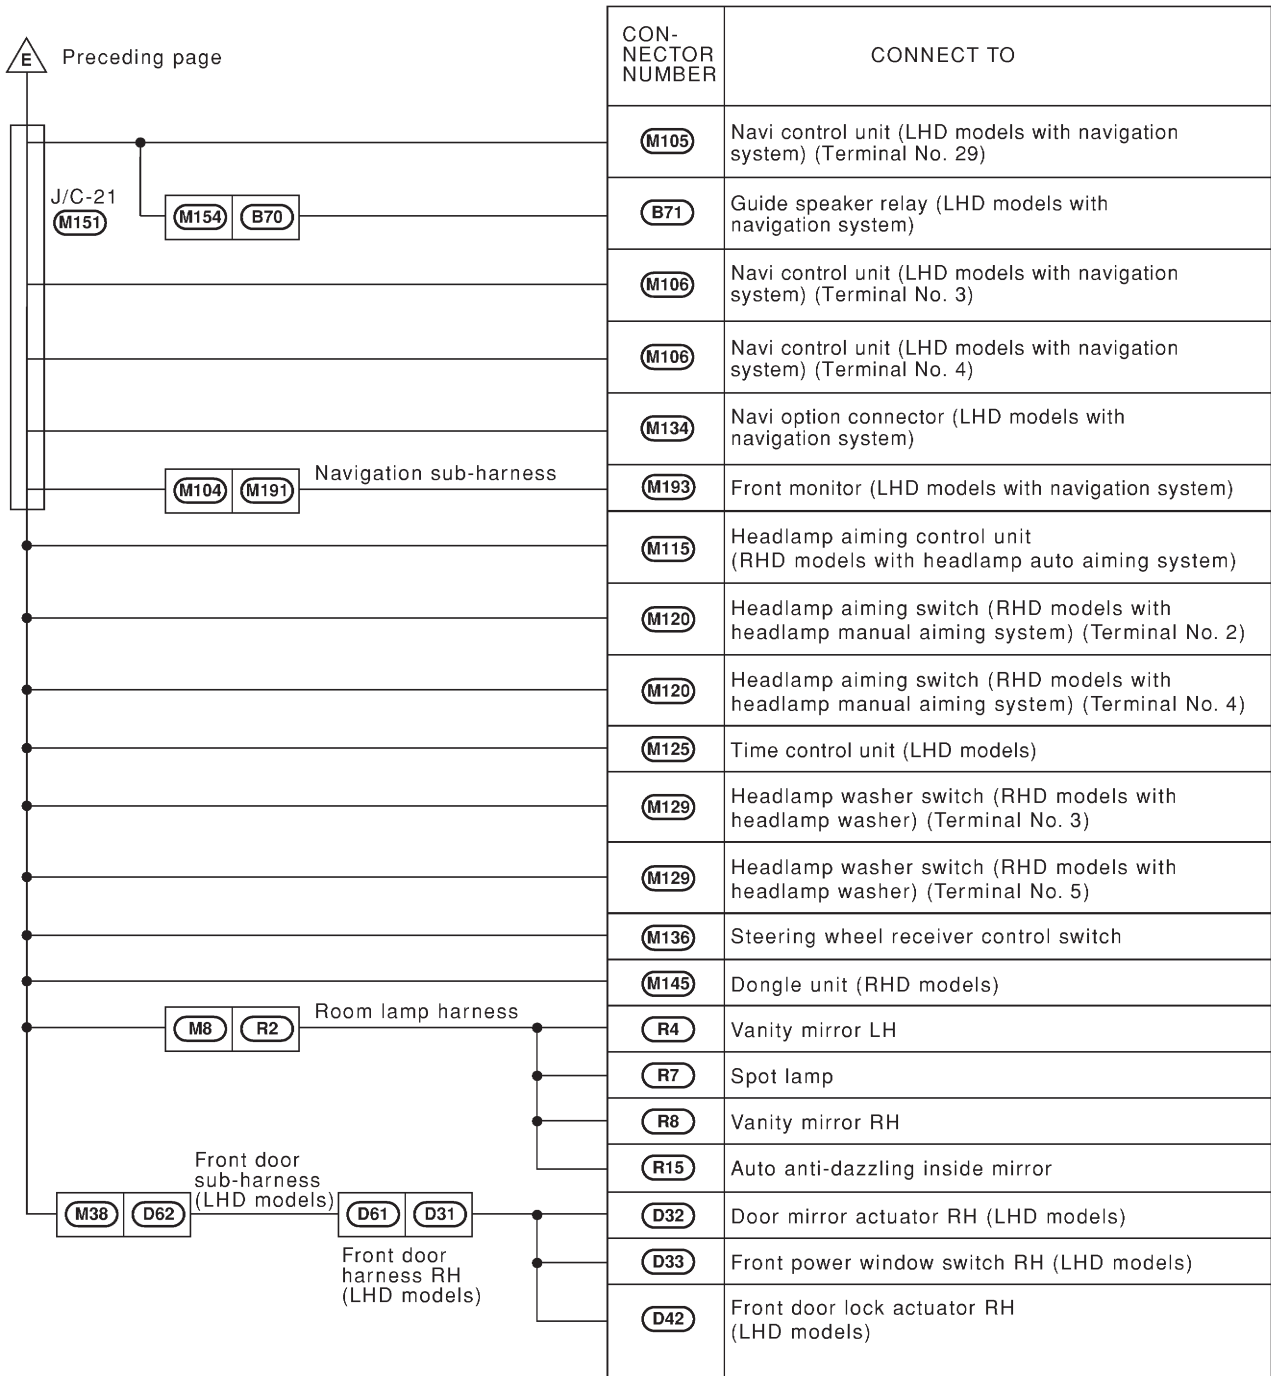 CON-
NECTOR
NUMBER
CONNECT TO
E
Preceding page
M105
Navi control unit (LHD models with navigation
system) (Terminal No. 29)
J/C-21
M151
M154
B70
B71
Guide speaker relay (LHD models with
navigation system)
M106
Navi control unit (LHD models with navigation
system) (Terminal No. 3)
M106
Navi control unit (LHD models with navigation
system) (Terminal No. 4)
M134
Navi option connector (LHD models with
navigation system)
M104
M191
Navigation sub-harness
M193
Front monitor (LHD models with navigation system)
M115
Headlamp aiming control unit
(RHD models with headlamp auto aiming system)
M120
Headlamp aiming switch (RHD models with
headlamp manual aiming system) (Terminal No. 2)
M120
Headlamp aiming switch (RHD models with
headlamp manual aiming system) (Terminal No. 4)
M125
Time control unit (LHD models)
M129
Headlamp washer switch (RHD models with
headlamp washer) (Terminal No. 3)
M129
Headlamp washer switch (RHD models with
headlamp washer) (Terminal No. 5)
M136
Steering wheel receiver control switch
M145
Dongle unit (RHD models)
M8
R2
Room lamp harness
R4
Vanity mirror LH
R7
Spot lamp
R8
Vanity mirror RH
R15
Auto anti-dazzling inside mirror
Front door
sub-harness
(LHD models)
M38
D62
D61
D31
Front door
harness RH
(LHD models)
D32
Door mirror actuator RH (LHD models)
D33
Front power window switch RH (LHD models)
D42
Front door lock actuator RH
(LHD models)